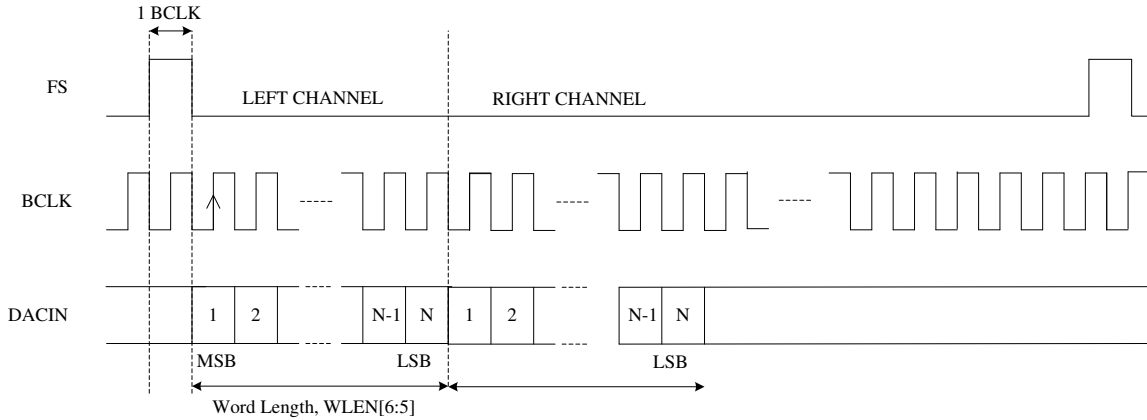 1 BCLK
FS
LEFT CHANNEL
RIGHT CHANNEL
BCLK
DACIN
1 2 N-1 N 1 2 N-1 N
MSB LSB LSB
Word Length, WLEN[6:5]